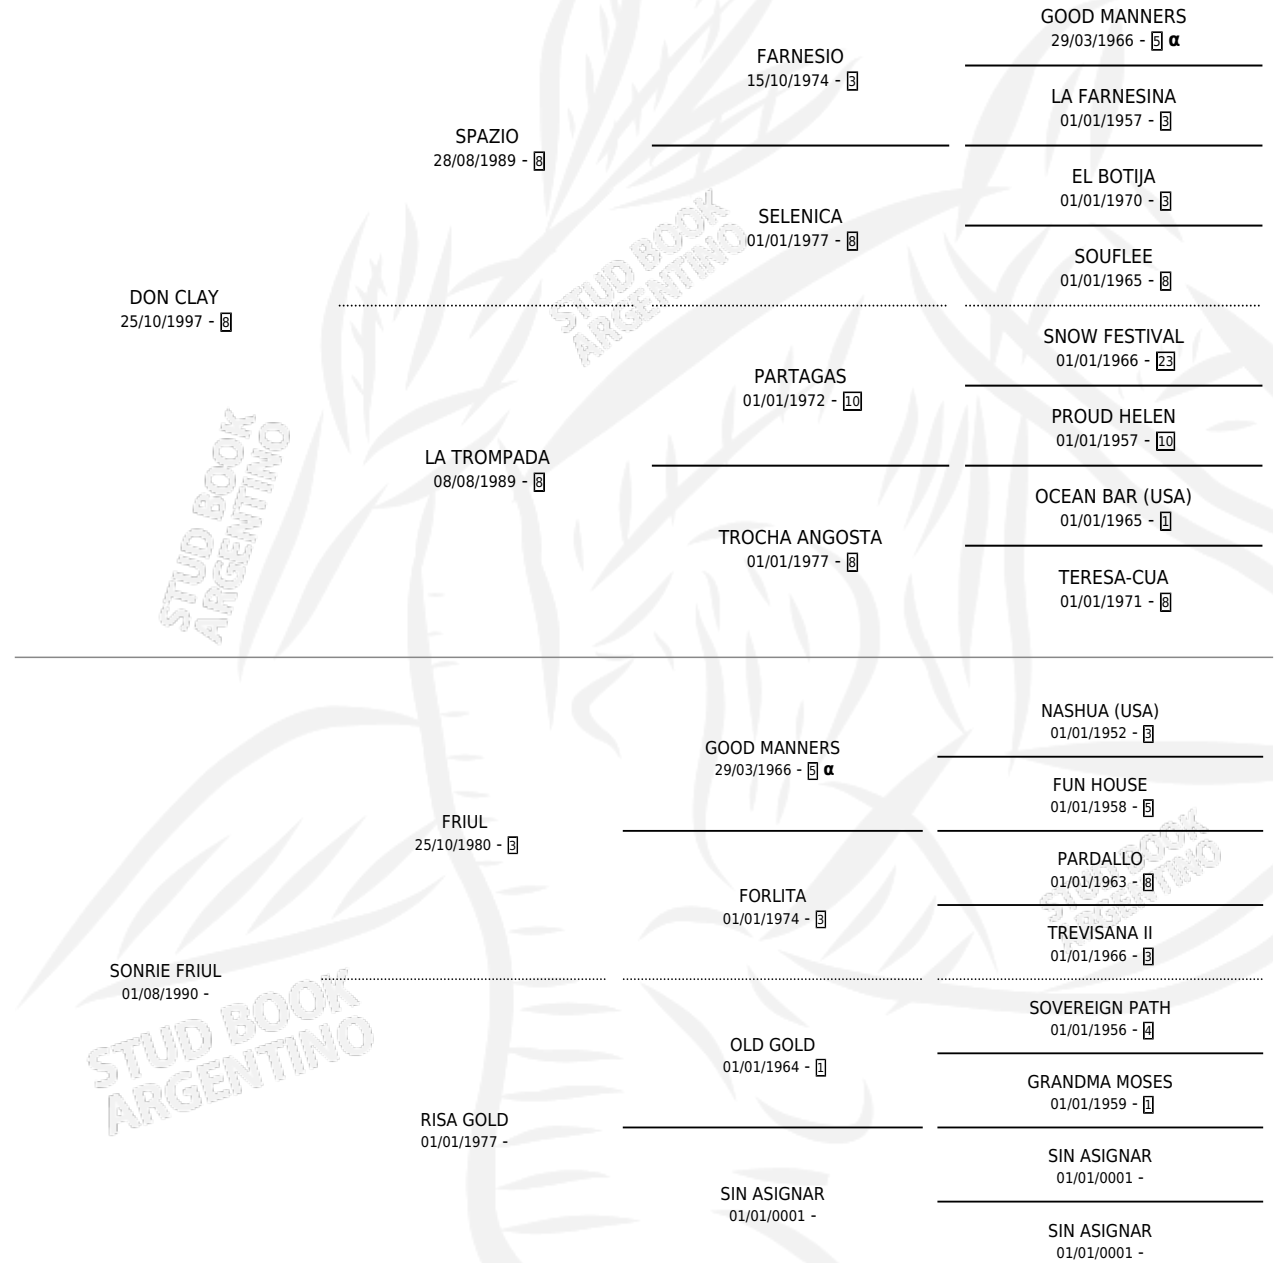 GOOD MANNERS
29/03/1966 - 5 α
FARNESIO
15/10/1974 - 3
LA FARNESINA
01/01/1957 - 3
SPAZIO
28/08/1989 - 8
EL BOTIJA
01/01/1970 - 3
SELENICA
01/01/1977 - 8
SOUFLEE
01/01/1965 - 8
DON CLAY
25/10/1997 - 8
SNOW FESTIVAL
01/01/1966 - 23
PARTAGAS
01/01/1972 - 10
PROUD HELEN
01/01/1957 - 10
LA TROMPADA
08/08/1989 - 8
OCEAN BAR (USA)
01/01/1965 - 1
TROCHA ANGOSTA
01/01/1977 - 8
TERESA-CUA
01/01/1971 - 8
NASHUA (USA)
01/01/1952 - 3
GOOD MANNERS
29/03/1966 - 5 α
FUN HOUSE
01/01/1958 - 5
FRIUL
25/10/1980 - 3
PARDALLO
01/01/1963 - 8
FORLITA
01/01/1974 - 3
TREVISANA II
01/01/1966 - 3
SONRIE FRIUL
01/08/1990 -
SOVEREIGN PATH
01/01/1956 - 4
OLD GOLD
01/01/1964 - 1
GRANDMA MOSES
01/01/1959 - 1
RISA GOLD
01/01/1977 -
SIN ASIGNAR
01/01/0001 -
SIN ASIGNAR
01/01/0001 -
SIN ASIGNAR
01/01/0001 -
STUD BOOK
ARGENTINO
STUD BOOK
ARGENTINO
STUD BOOK
ARGENTINO
STUD BOOK
ARGENTINO